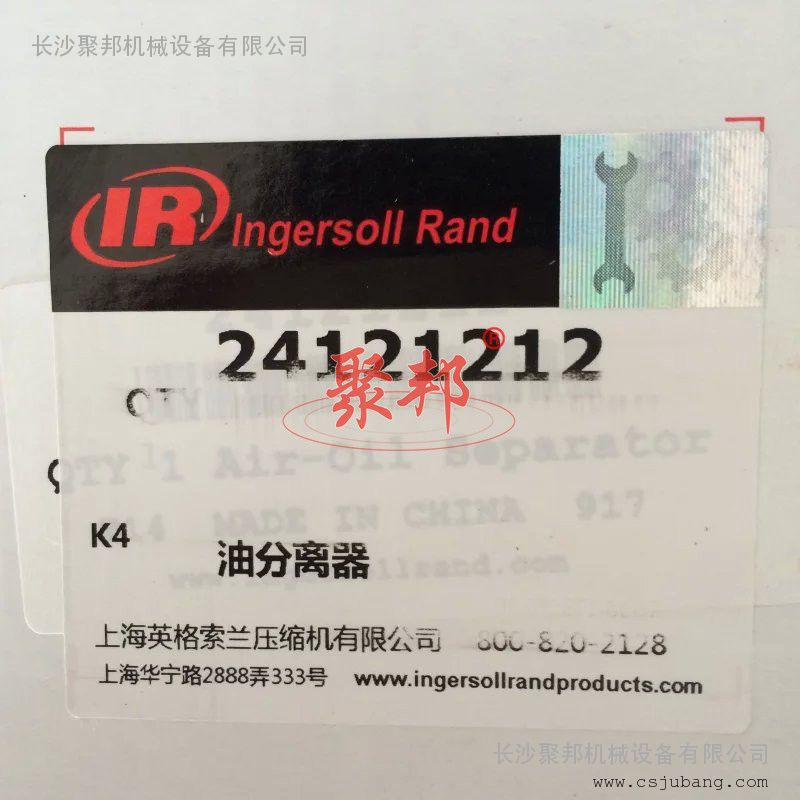 长沙聚邦机械设备有限公司
IR Ingersoll Rand
24121212
聚邦®
QTY
QTY 1 Air-Oil Separator
MADE IN CHINA 917
K4 油分离器
上海英格索兰压缩机有限公司 800-820-2128
上海华宁路2888弄333号 www.ingersollrandproducts.com
长沙聚邦机械设备有限公司
www.csjubang.com